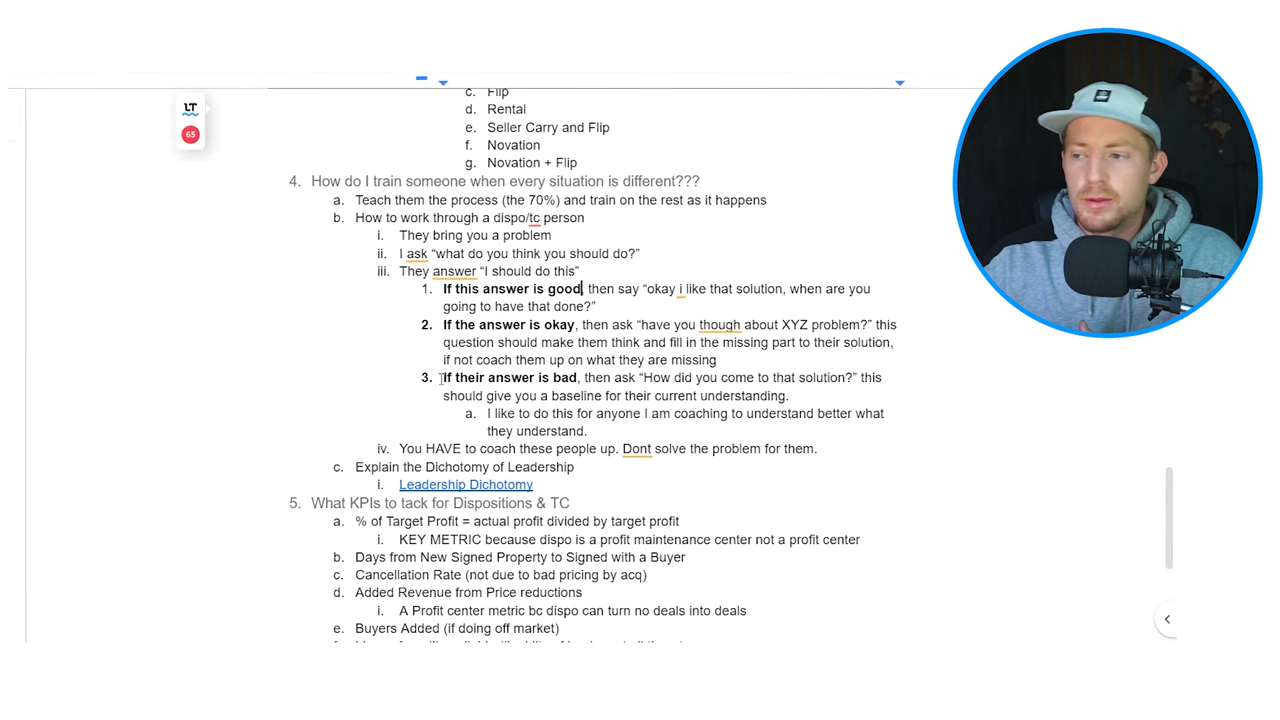 c. Flip
LT
d. Rental
65
e. Seller Carry and Flip
f. Novation
g. Novation + Flip
4. How do I train someone when every situation is different???
a. Teach them the process (the 70%) and train on the rest as it happens
b. How to work through a dispo/tc person
i. They bring you a problem
ii. I ask “what do you think you should do?”
iii. They answer “I should do this”
1. If this answer is good, then say “okay i like that solution, when are you
going to have that done?”
2. If the answer is okay, then ask “have you though about XYZ problem?” this
question should make them think and fill in the missing part to their solution,
if not coach them up on what they are missing
3. If their answer is bad, then ask “How did you come to that solution?” this
should give you a baseline for their current understanding.
a. I like to do this for anyone I am coaching to understand better what
they understand.
iv. You HAVE to coach these people up. Dont solve the problem for them.
c. Explain the Dichotomy of Leadership
i. Leadership Dichotomy
5. What KPIs to tack for Dispositions & TC
a. % of Target Profit = actual profit divided by target profit
i. KEY METRIC because dispo is a profit maintenance center not a profit center
b. Days from New Signed Property to Signed with a Buyer
c. Cancellation Rate (not due to bad pricing by acq)
d. Added Revenue from Price reductions
i. A Profit center metric bc dispo can turn no deals into deals
e. Buyers Added (if doing off market)